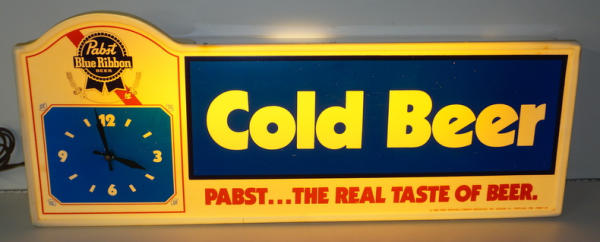 Pabst
Blue Ribbon
BEER
12
9
3
6
Cold Beer
PABST...THE REAL TASTE OF BEER.